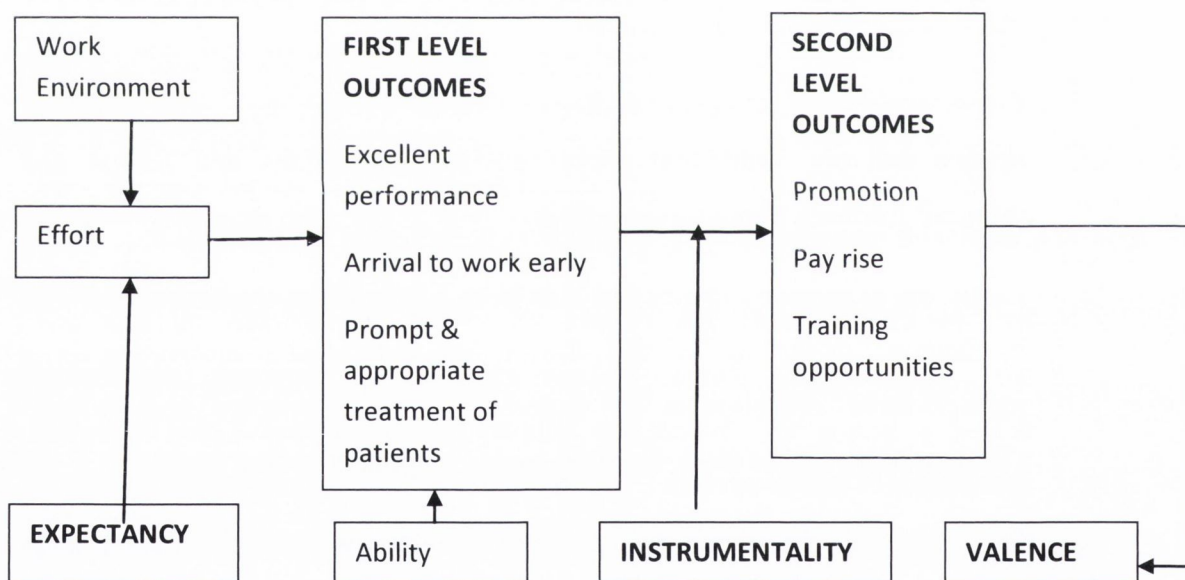 Work
Environment
Effort
EXPECTANCY
FIRST LEVEL
OUTCOMES
Excellent
performance
Arrival to work early
Prompt &
appropriate
treatment of
patients
Ability
INSTRUMENTALITY
SECOND
LEVEL
OUTCOMES
Promotion
Pay rise
Training
opportunities
VALENCE